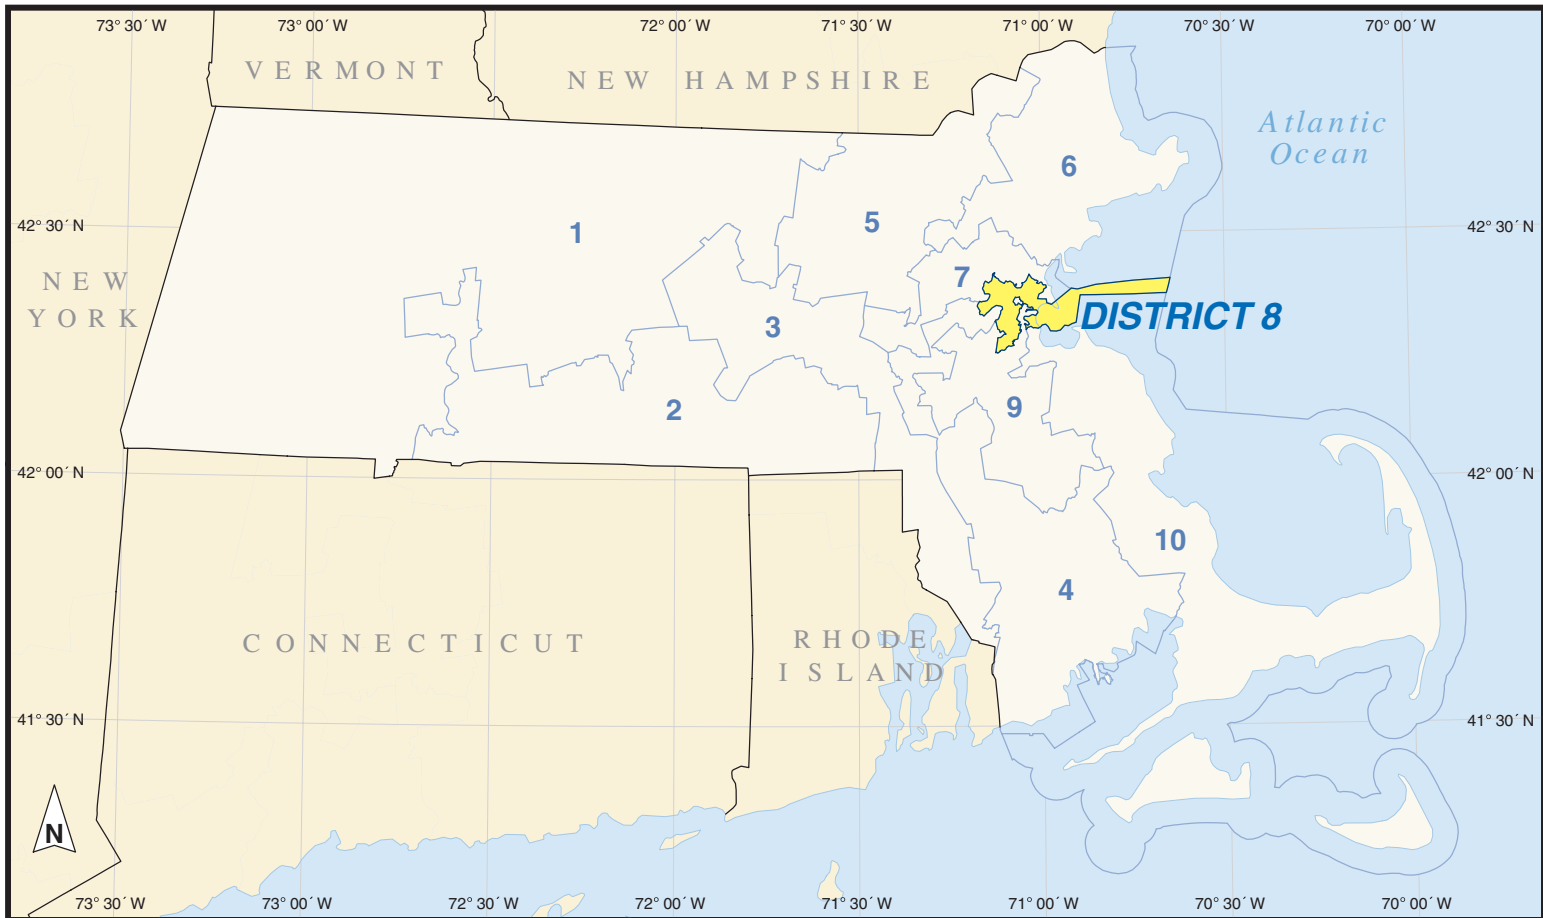 73° 30´ W 73° 00´ W 72° 00´ W 71° 30´ W 71° 00´ W 70° 30´ W 70° 00´ W
VERMONT
NEW HAMPSHIRE
Atlantic
Ocean
6
5
1
42° 30´ N
42° 30´ N
NEW
YORK
7
DISTRICT 8
3
2
9
42° 00´ N
42° 00´ N
10
4
CONNECTICUT
RHODE
ISLAND
41° 30´ N
41° 30´ N
N
73° 30´ W 73° 00´ W 72° 30´ W 72° 00´ W 71° 30´ W 71° 00´ W 70° 30´ W 70° 00´ W